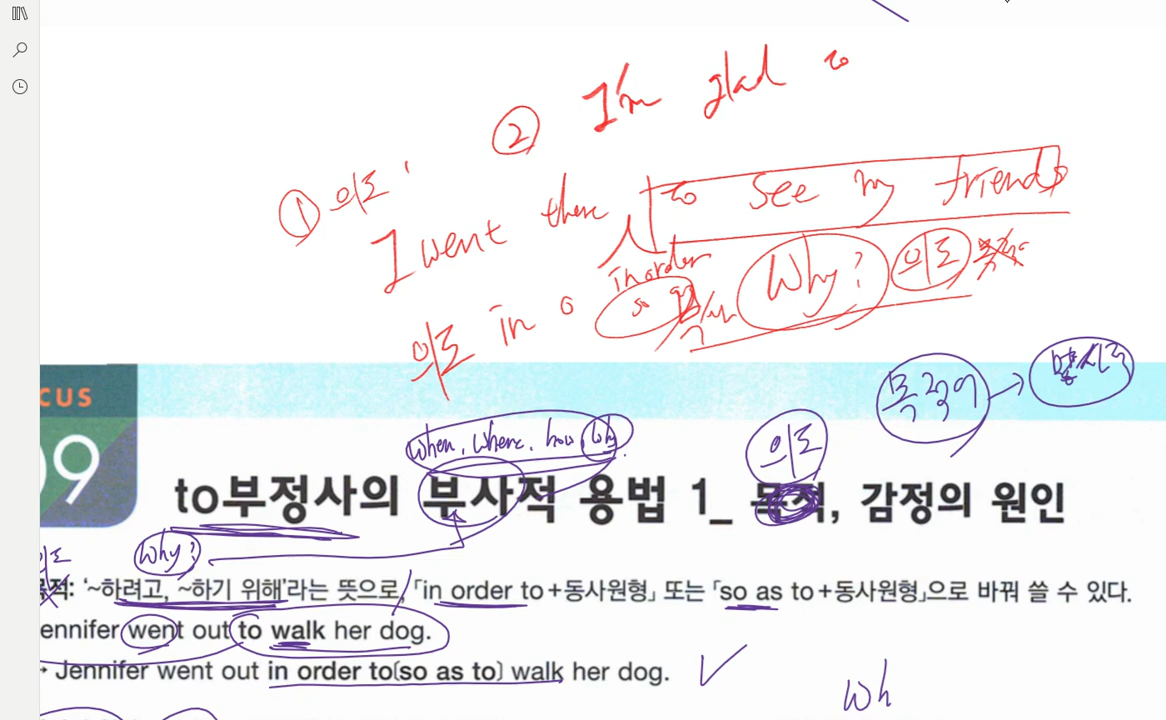 ② I'm glad to
① 의도
I went there to see my friends
in order
so as
Why? 의도
의도 in o
목적어 →
CUS
09
when, where, how, why
의도
to부정사의 부사적 용법 1_ 목적, 감정의 원인
의도 Why?
목적: '~하려고, ~하기 위해'라는 뜻으로, 「in order to+동사원형」 또는 「so as to+동사원형」으로 바꿔 쓸 수 있다.
ennifer went out to walk her dog.
Jennifer went out in order to(so as to) walk her dog.
Wh